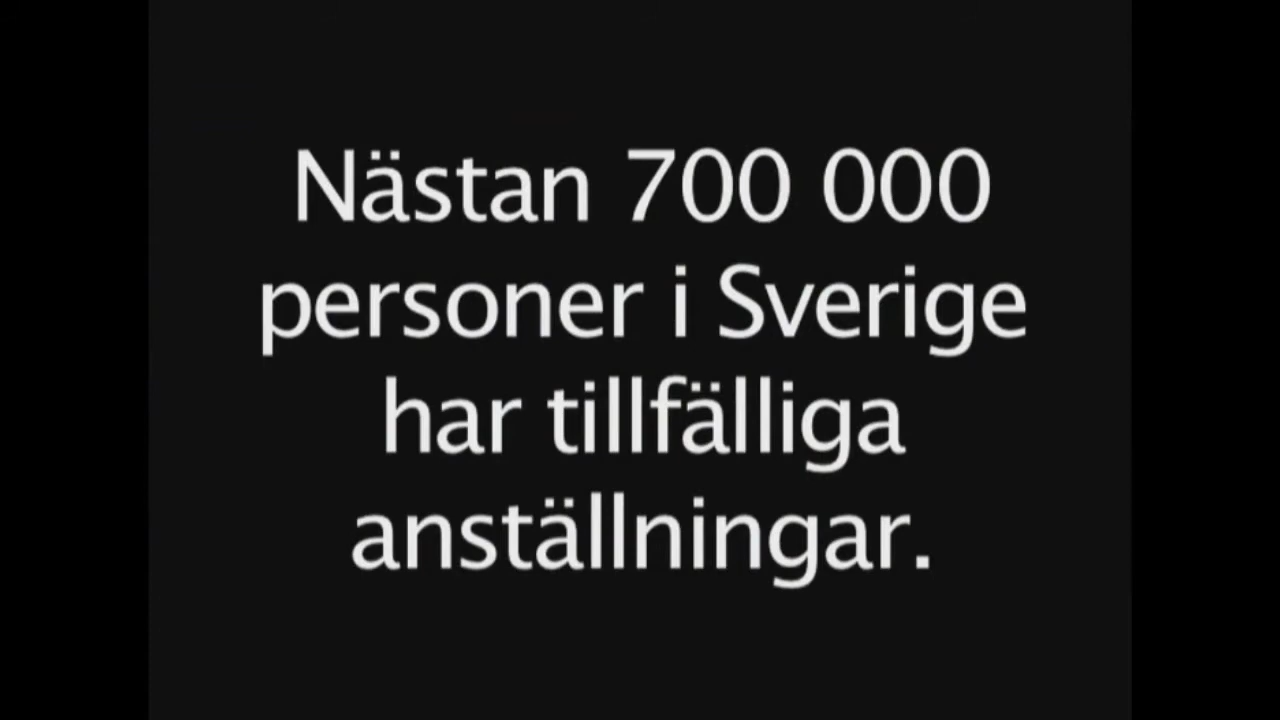 Nästan 700 000
personer i Sverige
har tillfälliga
anställningar.